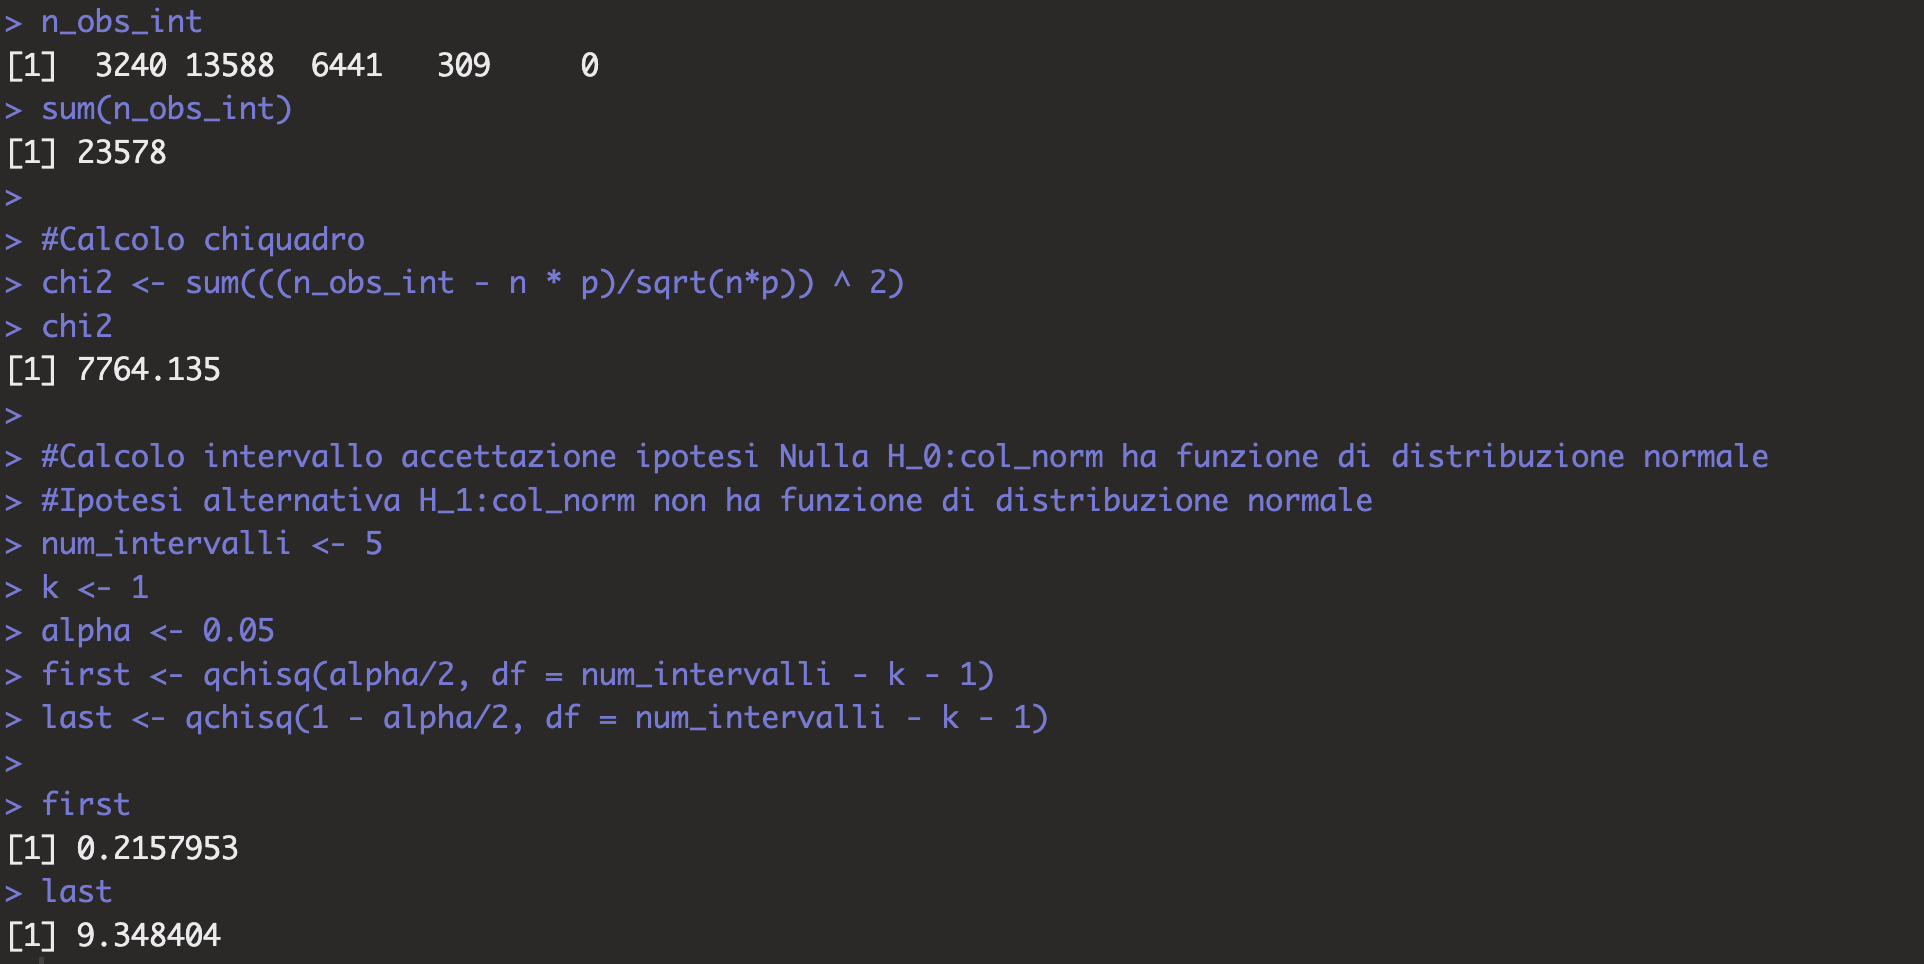 > n_obs_int
[1]  3240 13588  6441   309     0
> sum(n_obs_int)
[1] 23578
>
> #Calcolo chiquadro
> chi2 <- sum(((n_obs_int - n * p)/sqrt(n*p)) ^ 2)
> chi2
[1] 7764.135
>
> #Calcolo intervallo accettazione ipotesi Nulla H_0:col_norm ha funzione di distribuzione normale
> #Ipotesi alternativa H_1:col_norm non ha funzione di distribuzione normale
> num_intervalli <- 5
> k <- 1
> alpha <- 0.05
> first <- qchisq(alpha/2, df = num_intervalli - k - 1)
> last <- qchisq(1 - alpha/2, df = num_intervalli - k - 1)
>
> first
[1] 0.2157953
> last
[1] 9.348404